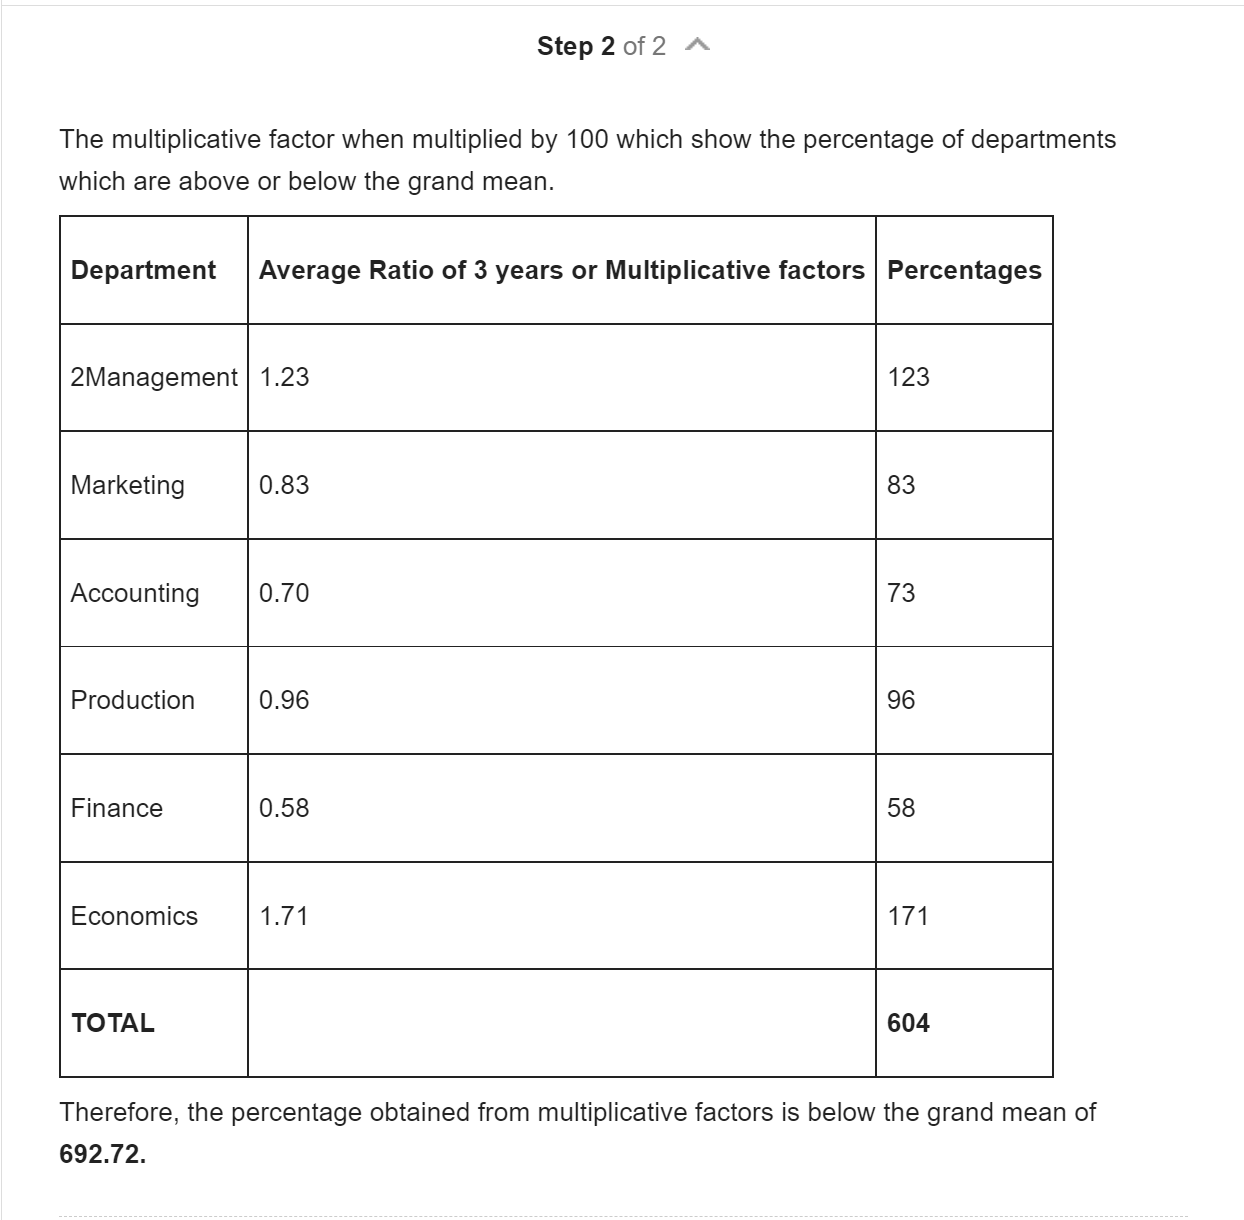 Step 2 of 2
The multiplicative factor when multiplied by 100 which show the percentage of departments
which are above or below the grand mean.
Department Average Ratio of 3 years or Multiplicative factors Percentages
2Management 1.23 123
Marketing 0.83 83
Accounting 0.70 73
Production 0.96 96
Finance 0.58 58
Economics 1.71 171
TOTAL 604
Therefore, the percentage obtained from multiplicative factors is below the grand mean of
692.72.